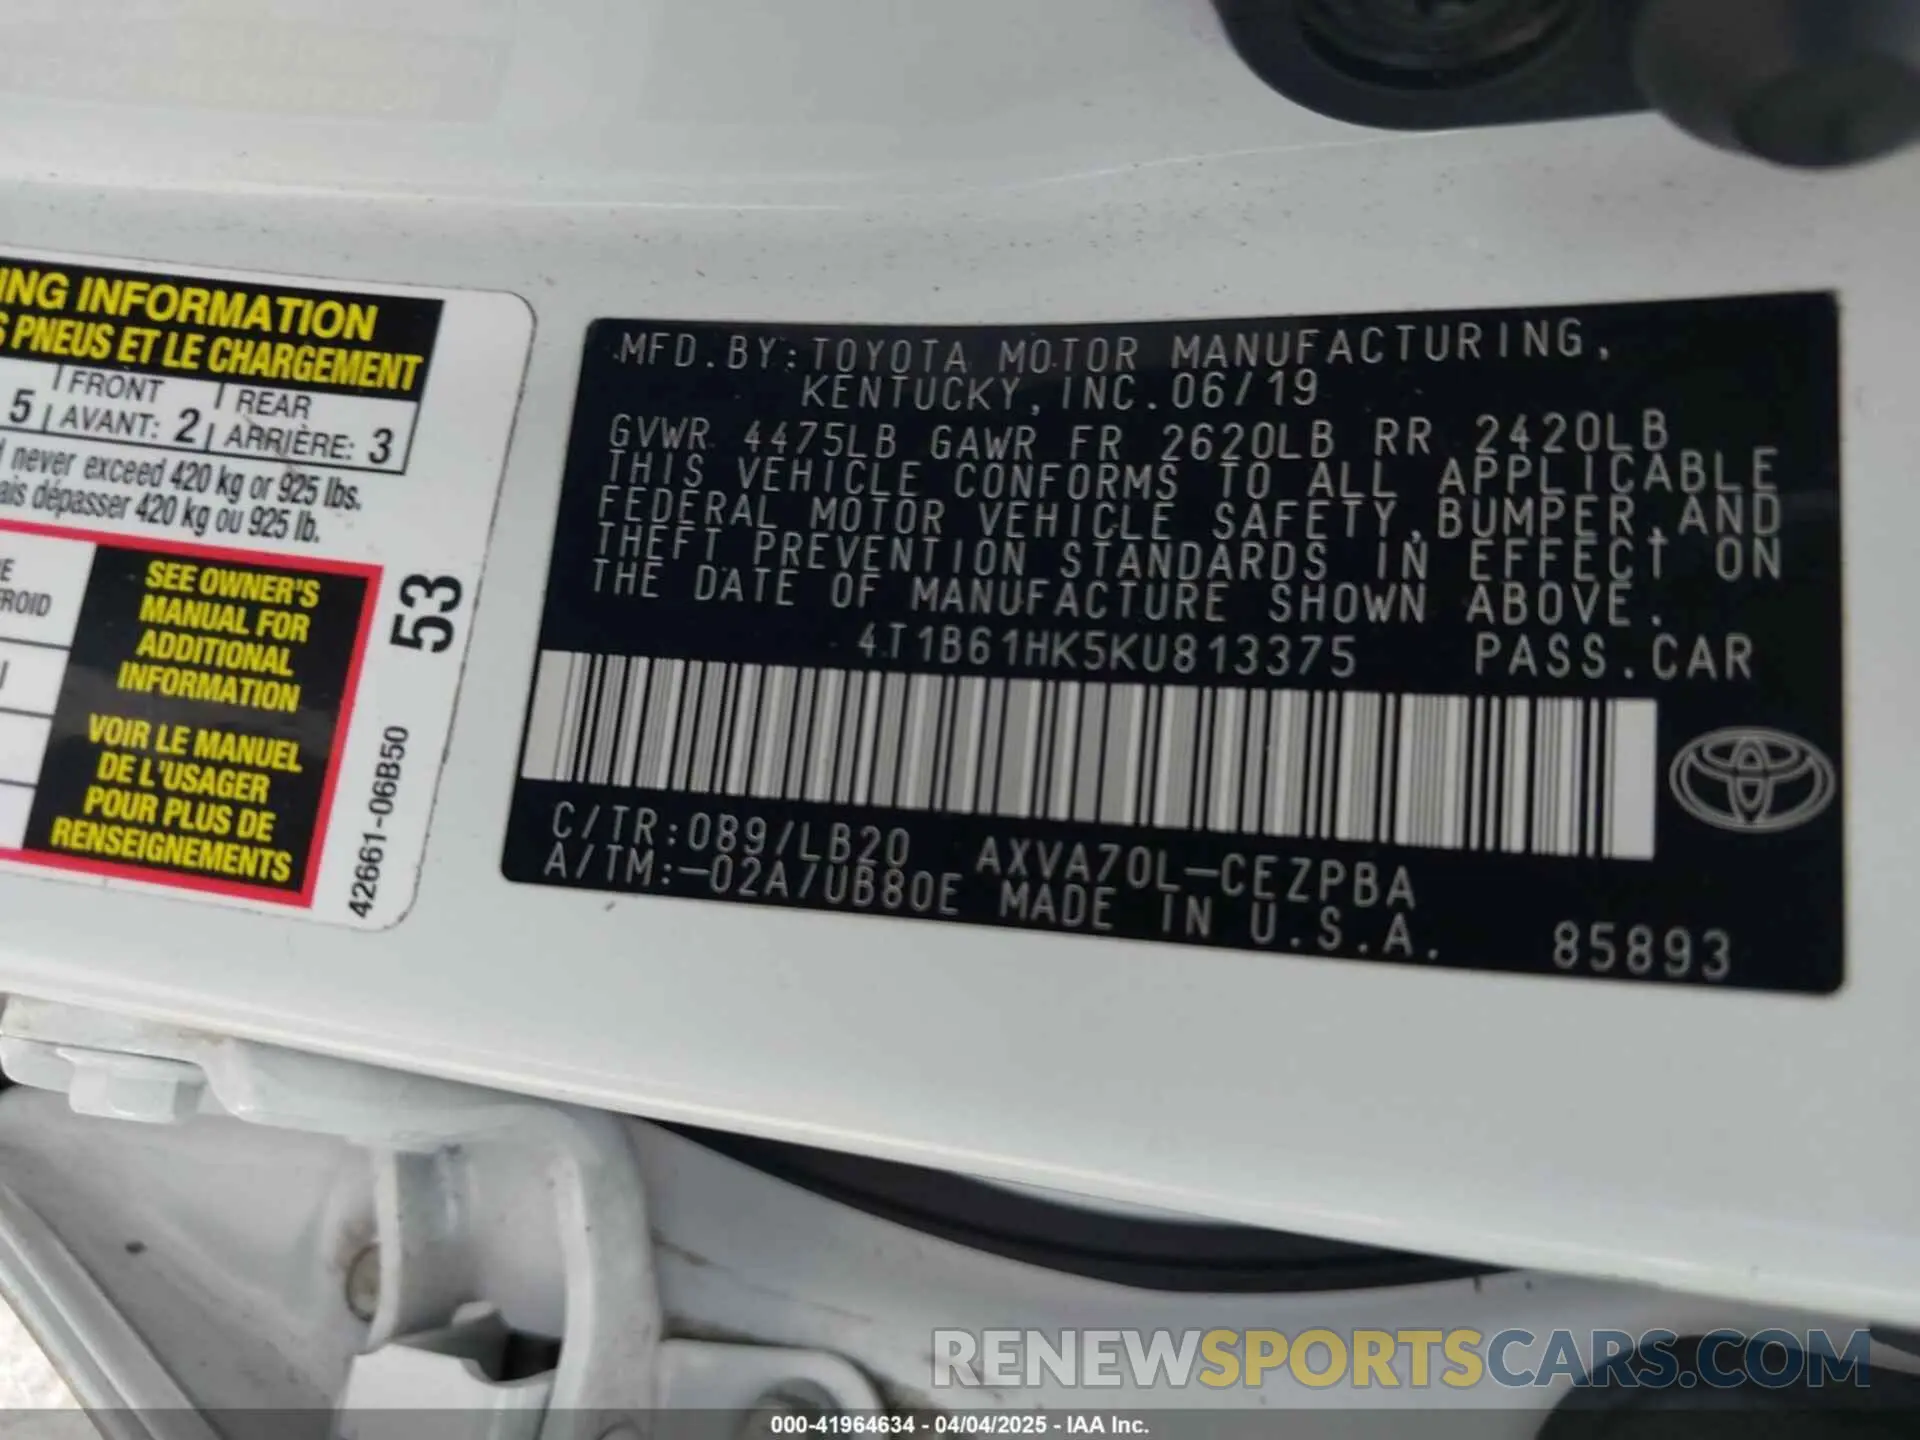 ING INFORMATION
S PNEUS ET LE CHARGEMENT
5 FRONT AVANT: 2 REAR ARRIÈRE: 3
never exceed 420 kg or 925 lbs.
ais dépasser 420 kg ou 925 lb.
E
FROID
SEE OWNER'S
MANUAL FOR
ADDITIONAL
INFORMATION
VOIR LE MANUEL
DE L'USAGER
POUR PLUS DE
RENSEIGNEMENTS
53
42661-06B50
MFD.BY:TOYOTA MOTOR MANUFACTURING,
KENTUCKY,INC.06/19
GVWR 4475LB GAWR FR 2620LB RR 2420LB
THIS VEHICLE CONFORMS TO ALL APPLICABLE
FEDERAL MOTOR VEHICLE SAFETY,BUMPER,AND
THEFT PREVENTION STANDARDS IN EFFECT ON
THE DATE OF MANUFACTURE SHOWN ABOVE.
4T1B61HK5KU813375 PASS.CAR
C/TR:089/LB20 AXVA70L-CEZPBA
A/TM:-02A/UB80E MADE IN U.S.A. 85893
RENEWSPORTSCARS.COM
000-41964634 - 04/04/2025 - IAA Inc.